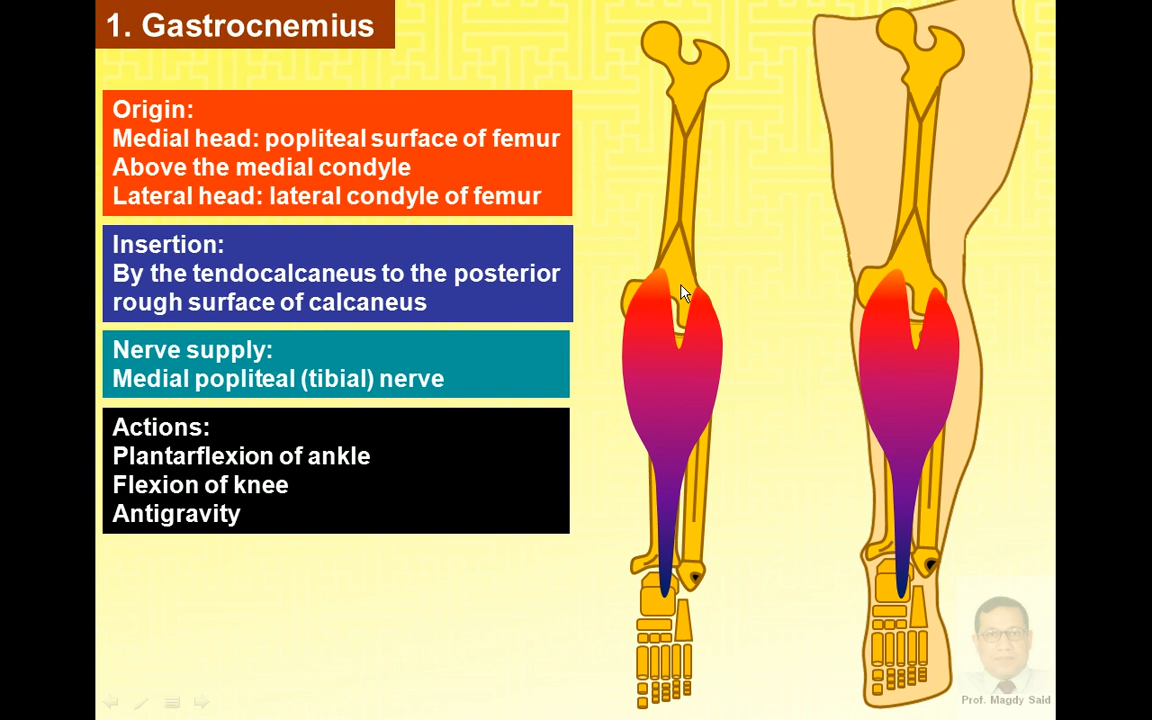 1. Gastrocnemius
Origin:
Medial head: popliteal surface of femur
Above the medial condyle
Lateral head: lateral condyle of femur
Insertion:
By the tendocalcaneus to the posterior
rough surface of calcaneus
Nerve supply:
Medial popliteal (tibial) nerve
Actions:
Plantarflexion of ankle
Flexion of knee
Antigravity
Prof. Magdy Said